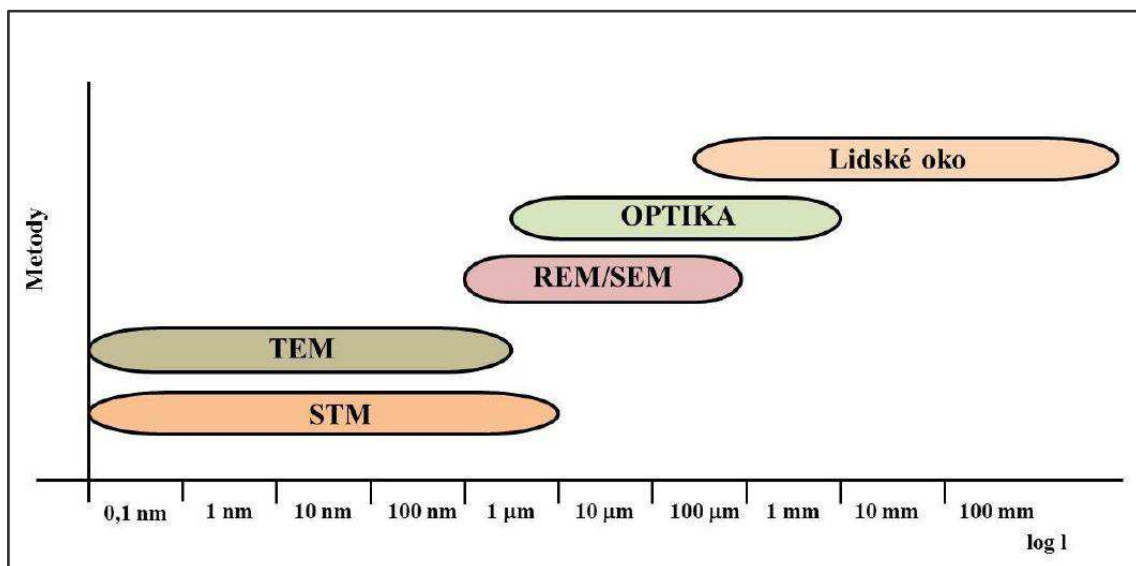 Lidské oko
OPTIKA
REM/SEM
TEM
STM
Metody
0,1 nm 1 nm 10 nm 100 nm 1 μm 10 μm 100 μm 1 mm 10 mm 100 mm
log l